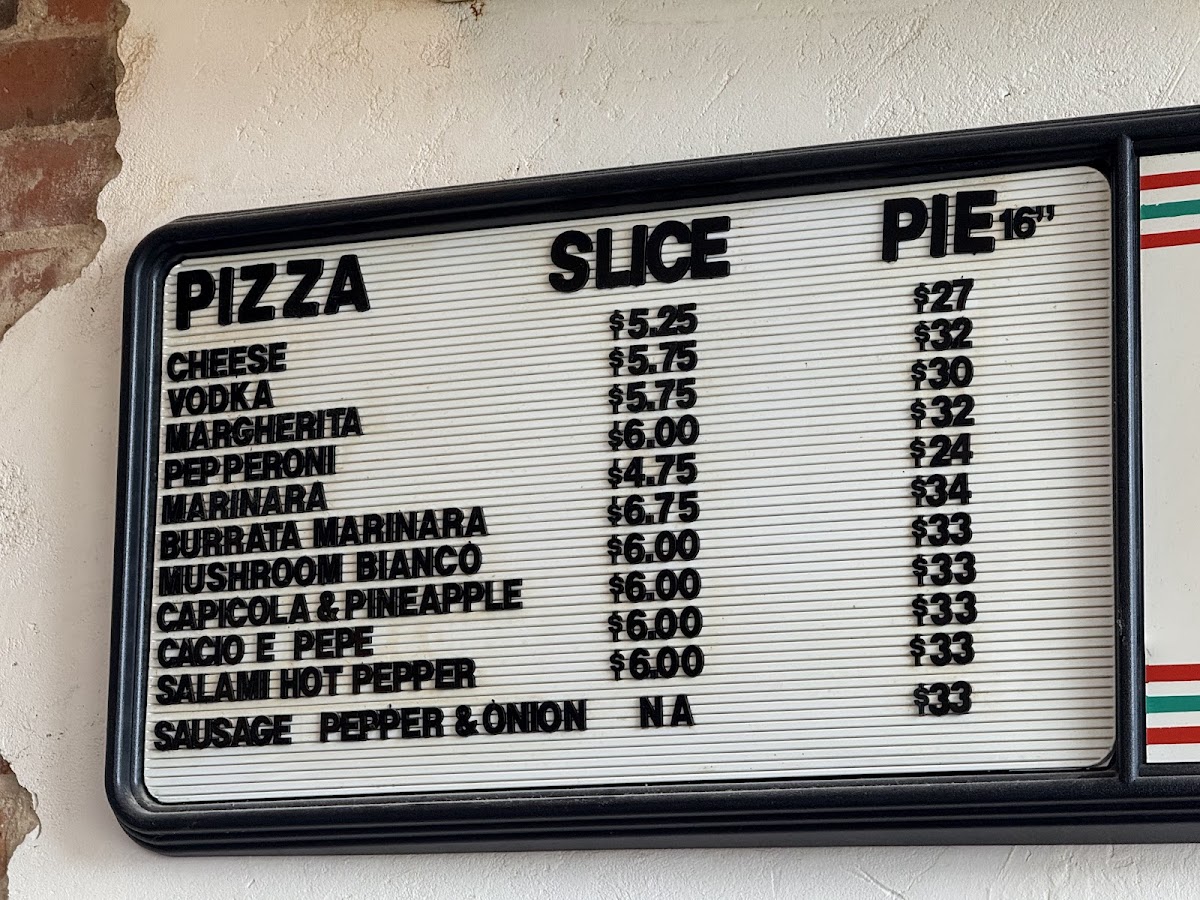 PIZZA SLICE PIE 16"
CHEESE $5.25 $27
VODKA $5.75 $32
MARGHERITA $5.75 $30
PEPPERONI $6.00 $32
MARINARA $4.75 $24
BURRATA MARINARA $6.75 $34
MUSHROOM BIANCO $6.00 $33
CAPICOLA & PINEAPPLE $6.00 $33
CACIO E PEPE $6.00 $33
SALAMI HOT PEPPER $6.00 $33
SAUSAGE PEPPER & ONION NA $33